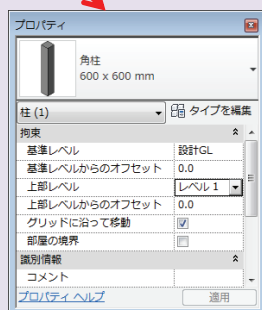 プロパティ
角柱
600 x 600 mm
柱 (1) タイプを編集
拘束
基準レベル 設計GL
基準レベルからのオフセット 0.0
上部レベル レベル 1
上部レベルからのオフセット 0.0
グリッドに沿って移動
部屋の境界
識別情報
コメント
プロパティ ヘルプ 適用